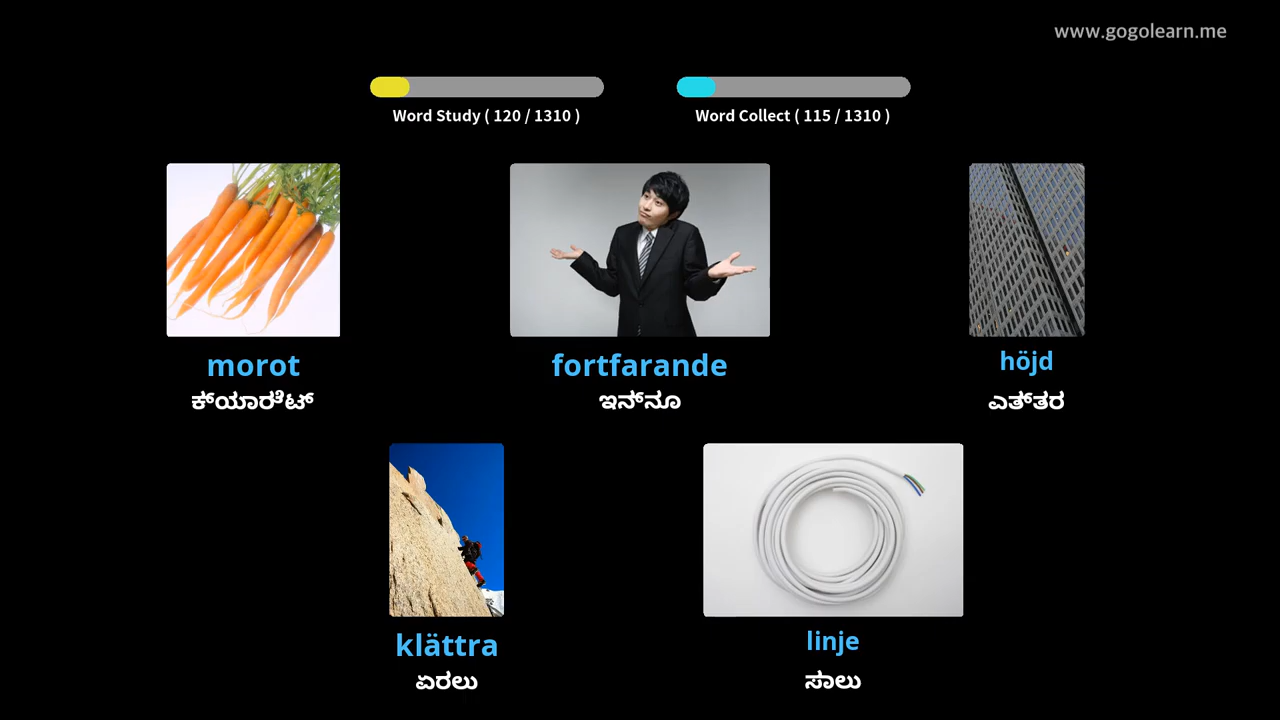 www.gogolearn.me
Word Study ( 120 / 1310 )
Word Collect ( 115 / 1310 )
morot
ಕ್ಯಾರೆಟ್
fortfarande
ಇನ್ನೂ
höjd
ಎತ್ತರ
klättra
ಏರಲು
linje
ಸಾಲು